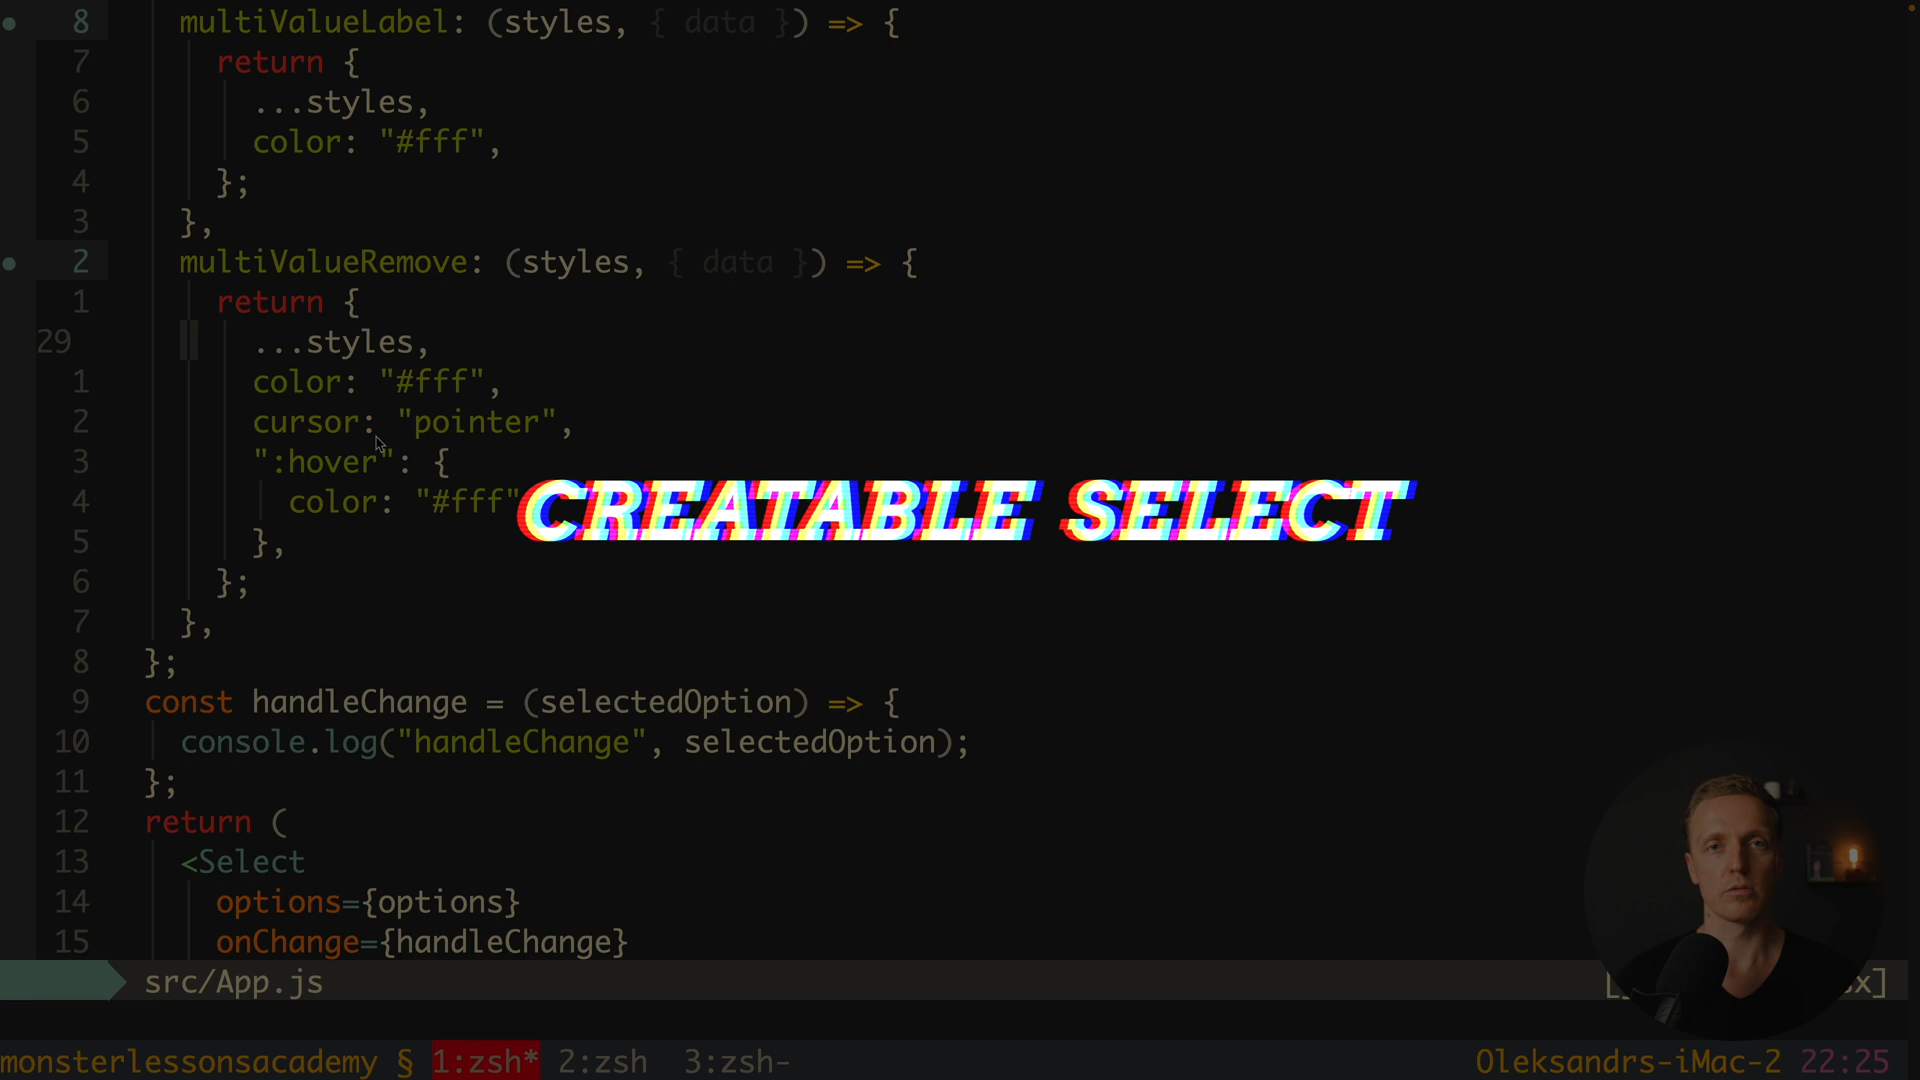 8 multiValueLabel: (styles, { data }) => {
7 return {
6 ...styles,
5 color: "#fff",
4 };
3 },
2 multiValueRemove: (styles, { data }) => {
1 return {
29 ...styles,
1 color: "#fff",
2 cursor: "pointer",
3 ":hover": {
4 color: "#fff"
CREATABLE SELECT
5 },
6 };
7 },
8 };
9 const handleChange = (selectedOption) => {
10 console.log("handleChange", selectedOption);
11 };
12 return (
13 <Select
14 options={options}
15 onChange={handleChange}
src/App.js
monsterlessonsacademy § 1:zsh* 2:zsh 3:zsh- Oleksandrs-iMac-2 22:25